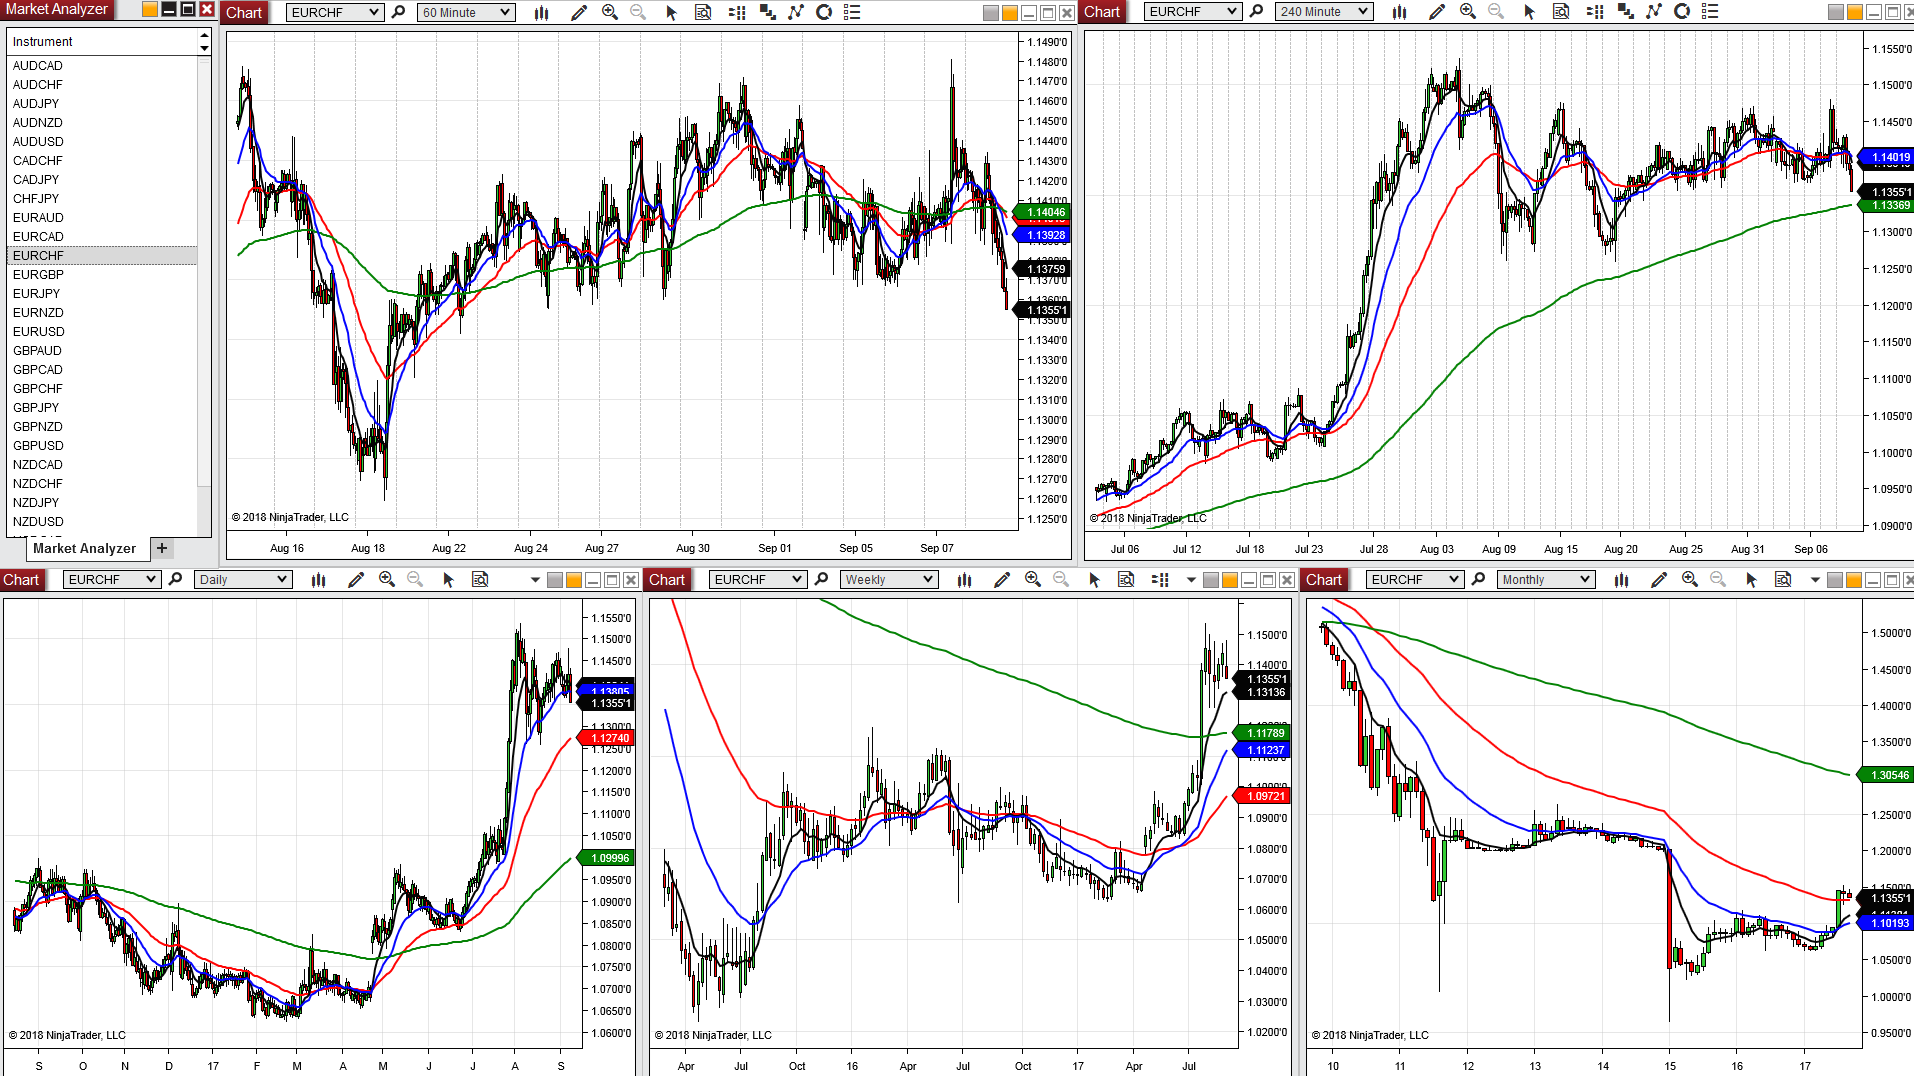 Market Analyzer
Instrument
AUDCAD
AUDCHF
AUDJPY
AUDNZD
AUDUSD
CADCHF
CADJPY
CHFJPY
EURAUD
EURCAD
EURCHF
EURGBP
EURJPY
EURNZD
EURUSD
GBPAUD
GBPCAD
GBPCHF
GBPJPY
GBPNZD
GBPUSD
NZDCAD
NZDCHF
NZDJPY
NZDUSD
Market Analyzer +
Chart EURCHF 60 Minute
1.1490'0
1.1480'0
1.1470'0
1.1460'0
1.1450'0
1.1440'0
1.1430'0
1.1420'0
1.1410'0
1.14046
1.13928
1.13759
1.1370'0
1.1360'0
1.1355'1
1.1350'0
1.1340'0
1.1330'0
1.1320'0
1.1310'0
1.1300'0
1.1290'0
1.1280'0
1.1270'0
1.1260'0
1.1250'0
© 2018 NinjaTrader, LLC
Aug 16 Aug 18 Aug 22 Aug 24 Aug 27 Aug 30 Sep 01 Sep 05 Sep 07
Chart EURCHF 240 Minute
1.1550'0
1.1500'0
1.1450'0
1.14019
1.1355'1
1.13369
1.1300'0
1.1250'0
1.1200'0
1.1150'0
1.1100'0
1.1050'0
1.1000'0
1.0950'0
1.0900'0
© 2018 NinjaTrader, LLC
Jul 06 Jul 12 Jul 18 Jul 23 Jul 28 Aug 03 Aug 09 Aug 15 Aug 20 Aug 25 Aug 31 Sep 06
Chart EURCHF Daily
1.1550'0
1.1500'0
1.1450'0
1.13805
1.1355'1
1.1300'0
1.12740
1.1250'0
1.1200'0
1.1150'0
1.1100'0
1.1050'0
1.09996
1.0950'0
1.0900'0
1.0850'0
1.0800'0
1.0750'0
1.0700'0
1.0650'0
1.0600'0
© 2018 NinjaTrader, LLC
S O N D 17 F M A M J J A S
Chart EURCHF Weekly
1.1500'0
1.1400'0
1.1355'1
1.13136
1.11789
1.11237
1.09721
1.0900'0
1.0800'0
1.0700'0
1.0600'0
1.0500'0
1.0400'0
1.0300'0
1.0200'0
© 2018 NinjaTrader, LLC
Apr Jul Oct 16 Apr Jul Oct 17 Apr Jul
Chart EURCHF Monthly
1.5000'0
1.4500'0
1.4000'0
1.3500'0
1.30546
1.2500'0
1.2000'0
1.1500'0
1.1355'1
1.10193
1.0500'0
1.0000'0
0.9500'0
© 2018 NinjaTrader, LLC
10 11 12 13 14 15 16 17